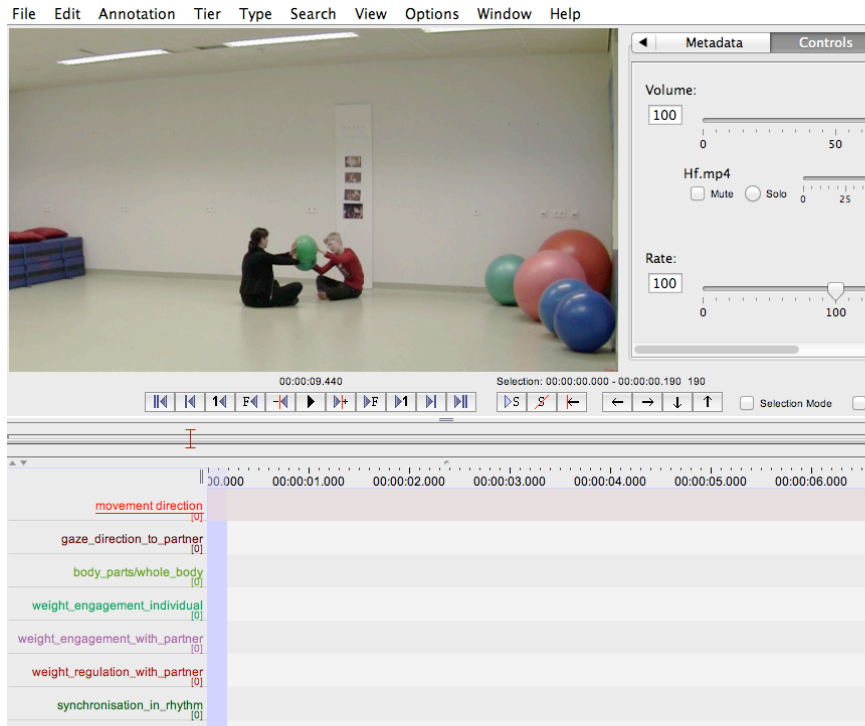 File Edit Annotation Tier Type Search View Options Window Help
Metadata Controls
Volume:
100
0 50
Hf.mp4
Mute Solo 0 25
Rate:
100
0 100
00:00:09.440 Selection: 00:00:00.000 - 00:00:00.190 190
1 F F 1 S S Selection Mode
00.000 00:00:01.000 00:00:02.000 00:00:03.000 00:00:04.000 00:00:05.000 00:00:06.000
movement direction
[0]
gaze_direction_to_partner
[0]
body_parts/whole_body
[0]
weight_engagement_individual
[0]
weight_engagement_with_partner
[0]
weight_regulation_with_partner
[0]
synchronisation_in_rhythm
[0]